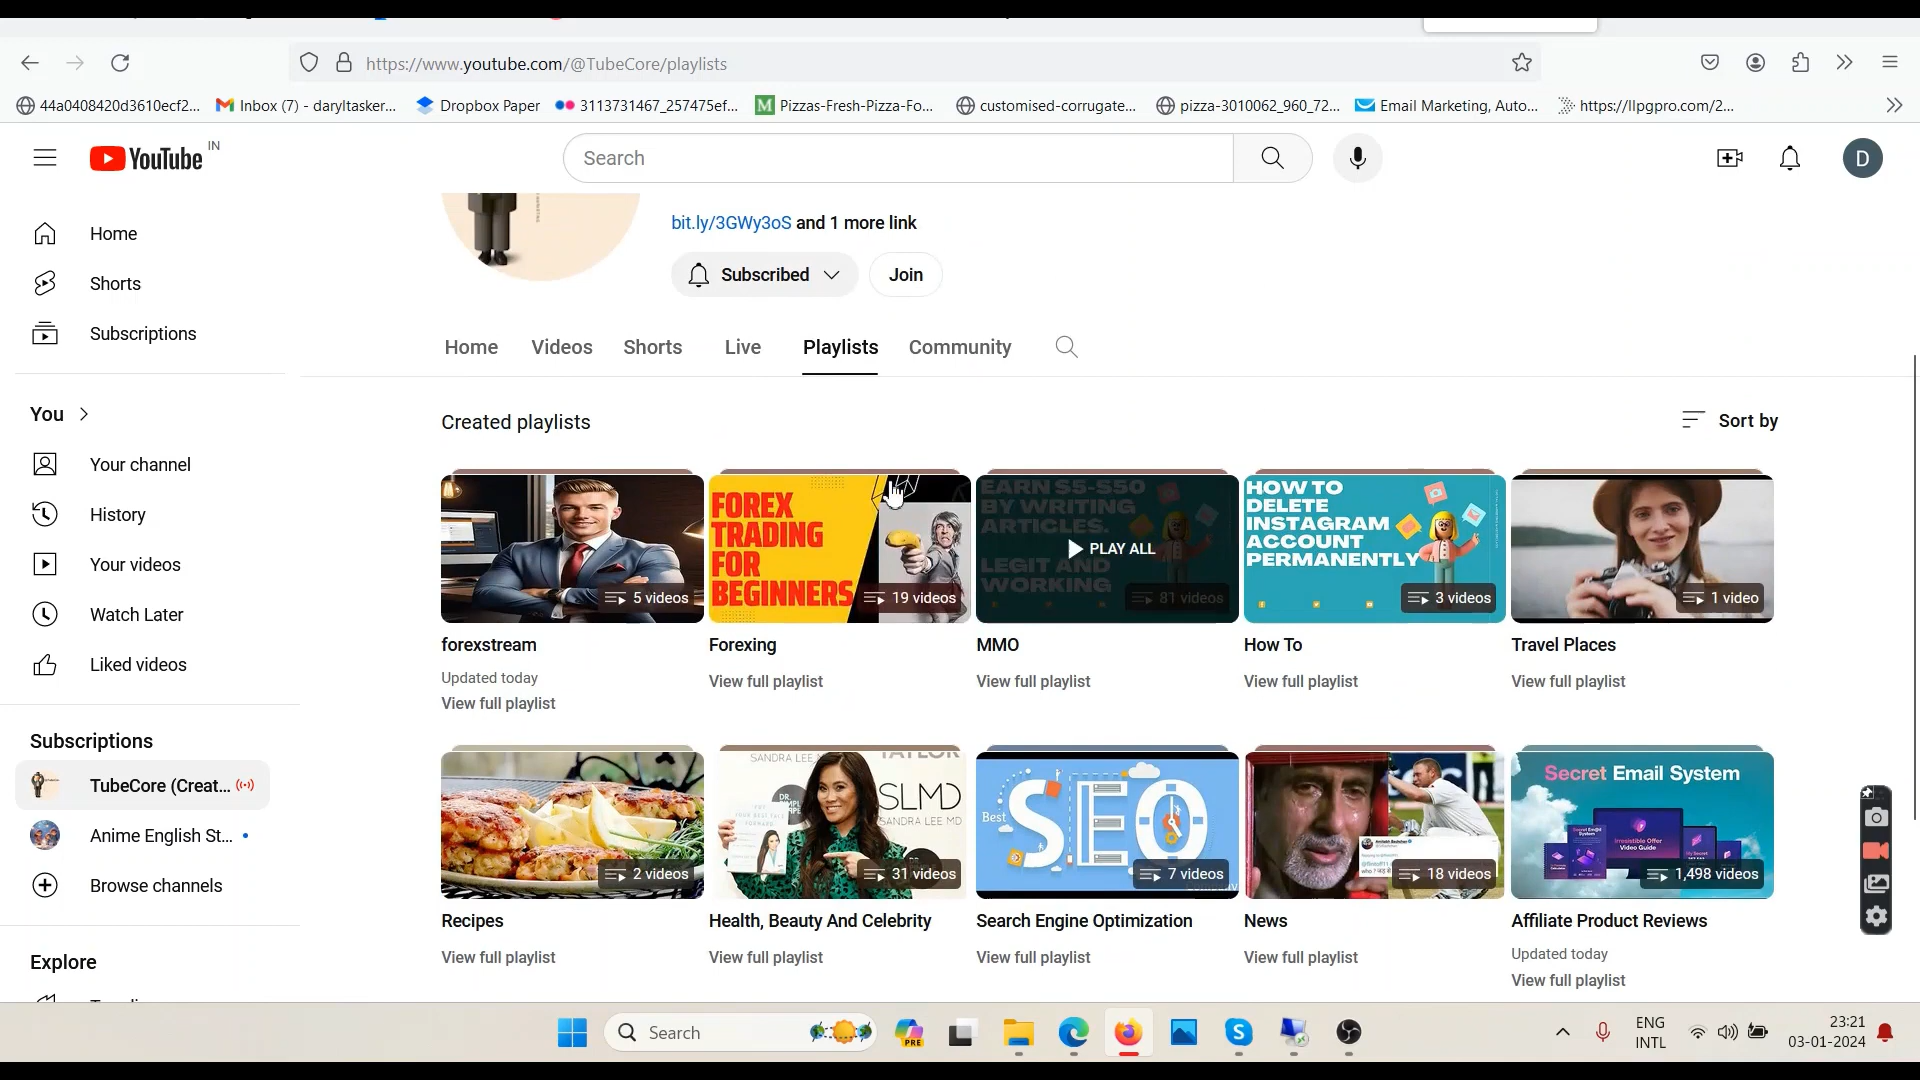 https://www.youtube.com/@TubeCore/playlists
44a0408420d3610ecf2...
Inbox (7) - daryltasker...
Dropbox Paper
3113731467_257475ef...
Pizzas-Fresh-Pizza-Fo...
customised-corrugate...
pizza-3010062_960_72...
Email Marketing, Auto...
https://llpgpro.com/2...
YouTube IN
Search
D
Home
Shorts
Subscriptions
You
Your channel
History
Your videos
Watch Later
Liked videos
Subscriptions
TubeCore (Creat...
Anime English St...
Browse channels
Explore
bit.ly/3GWy3oS and 1 more link
Subscribed
Join
Home
Videos
Shorts
Live
Playlists
Community
Created playlists
Sort by
5 videos
forexstream
Updated today
View full playlist
FOREX
TRADING
FOR
BEGINNERS
19 videos
Forexing
View full playlist
EARN $5-$50
BY WRITING
ARTICLES.
LEGIT AND
WORKING
PLAY ALL
81 videos
MMO
View full playlist
HOW TO
DELETE
INSTAGRAM
ACCOUNT
PERMANENTLY
3 videos
How To
View full playlist
1 video
Travel Places
View full playlist
2 videos
Recipes
View full playlist
SANDRA LEE
TAYLOR
SLMD
SANDRA LEE MD
31 videos
Health, Beauty And Celebrity
View full playlist
Best
SEO
7 videos
Search Engine Optimization
View full playlist
18 videos
News
View full playlist
Secret Email System
1,498 videos
Affiliate Product Reviews
Updated today
View full playlist
Search
PRE
ENG
INTL
23:21
03-01-2024